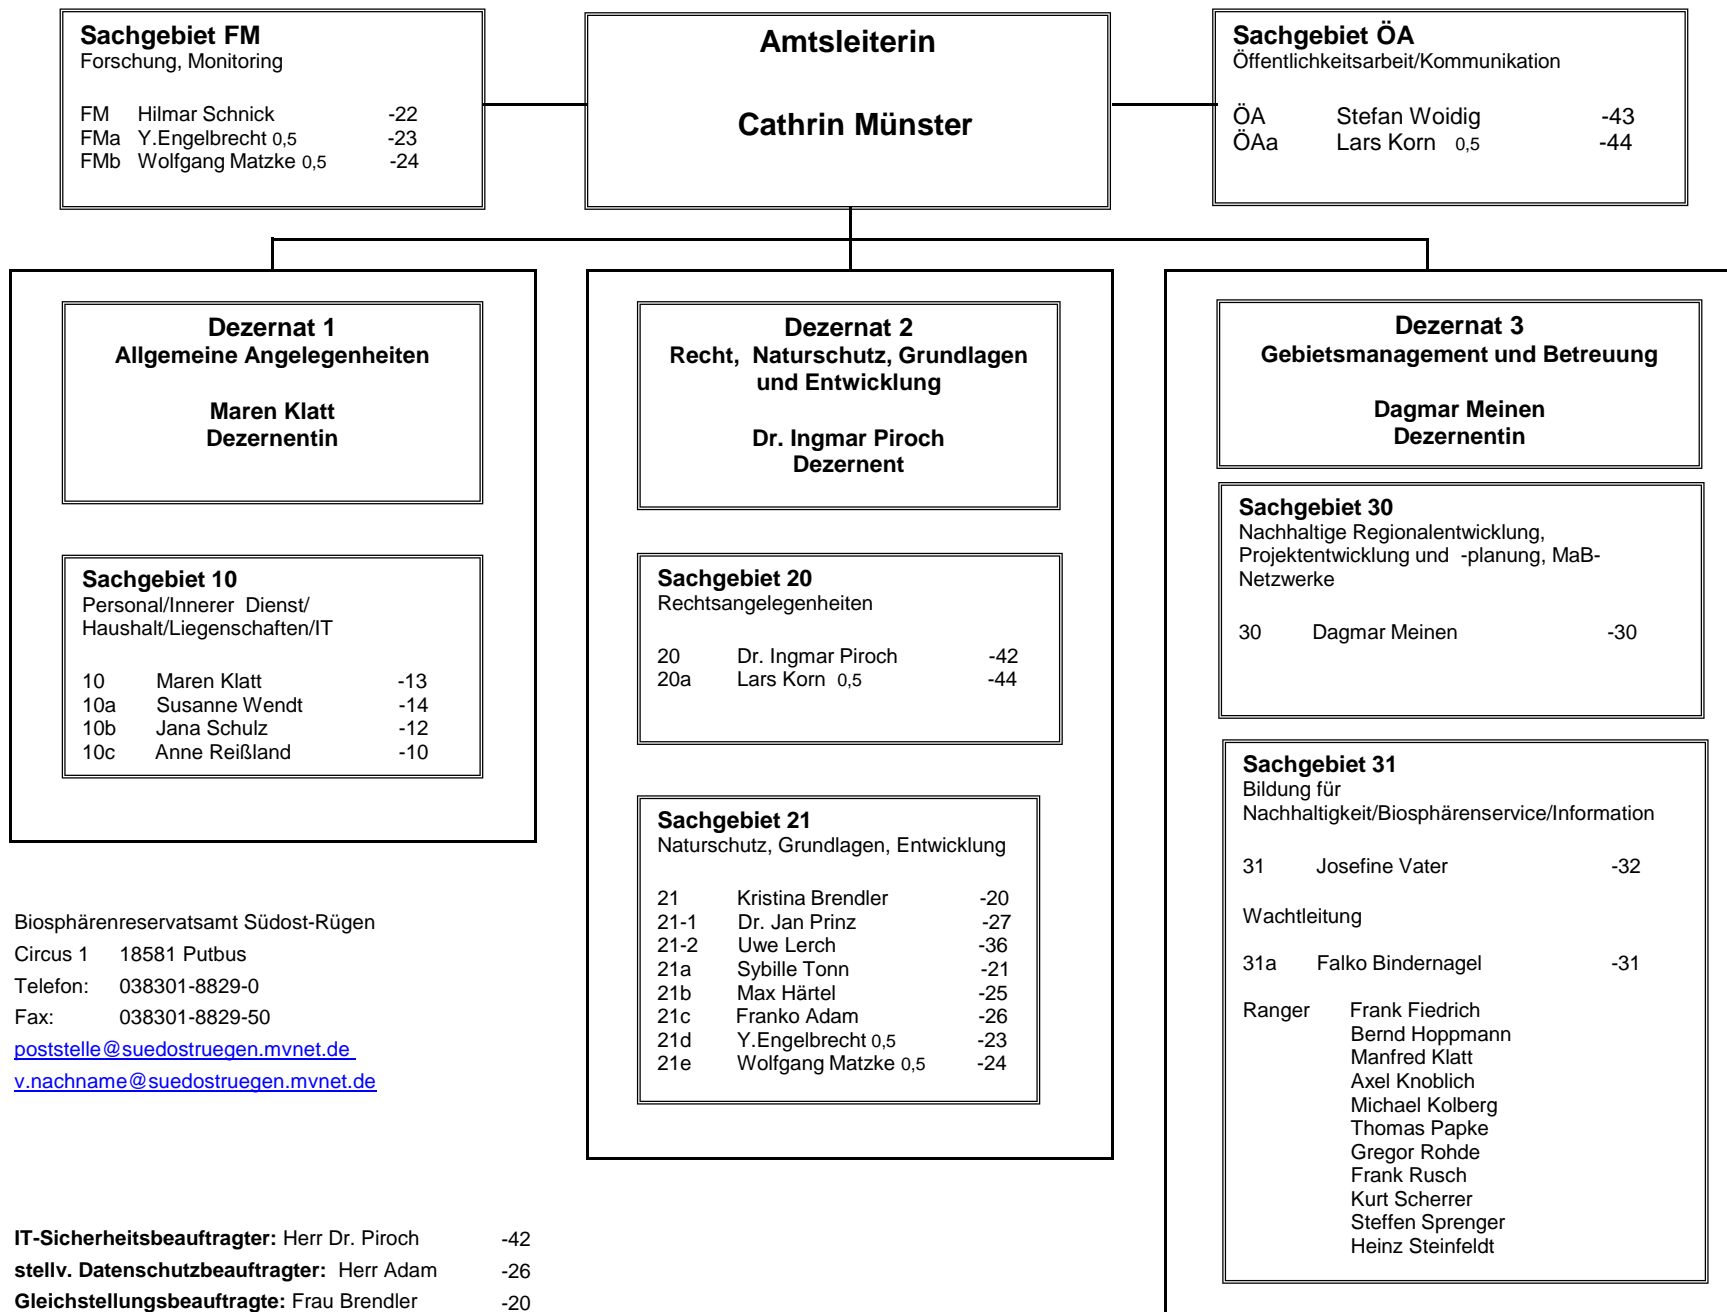 Sachgebiet FM
Forschung, Monitoring
FM Hilmar Schnick -22
FMa Y.Engelbrecht 0,5 -23
FMb Wolfgang Matzke 0,5 -24
Amtsleiterin
Cathrin Münster
Sachgebiet ÖA
Öffentlichkeitsarbeit/Kommunikation
ÖA Stefan Woidig -43
ÖAa Lars Korn 0,5 -44
Dezernat 1
Allgemeine Angelegenheiten
Maren Klatt
Dezernentin
Sachgebiet 10
Personal/Innerer Dienst/
Haushalt/Liegenschaften/IT
10 Maren Klatt -13
10a Susanne Wendt -14
10b Jana Schulz -12
10c Anne Reißland -10
Dezernat 2
Recht, Naturschutz, Grundlagen
und Entwicklung
Dr. Ingmar Piroch
Dezernent
Sachgebiet 20
Rechtsangelegenheiten
20 Dr. Ingmar Piroch -42
20a Lars Korn 0,5 -44
Sachgebiet 21
Naturschutz, Grundlagen, Entwicklung
21 Kristina Brendler -20
21-1 Dr. Jan Prinz -27
21-2 Uwe Lerch -36
21a Sybille Tonn -21
21b Max Härtel -25
21c Franko Adam -26
21d Y.Engelbrecht 0,5 -23
21e Wolfgang Matzke 0,5 -24
Dezernat 3
Gebietsmanagement und Betreuung
Dagmar Meinen
Dezernentin
Sachgebiet 30
Nachhaltige Regionalentwicklung,
Projektentwicklung und -planung, MaB-
Netzwerke
30 Dagmar Meinen -30
Sachgebiet 31
Bildung für
Nachhaltigkeit/Biosphärenservice/Information
31 Josefine Vater -32
Wachtleitung
31a Falko Bindernagel -31
Ranger Frank Fiedrich
Bernd Hoppmann
Manfred Klatt
Axel Knoblich
Michael Kolberg
Thomas Papke
Gregor Rohde
Frank Rusch
Kurt Scherrer
Steffen Sprenger
Heinz Steinfeldt
Biosphärenreservatsamt Südost-Rügen
Circus 1 18581 Putbus
Telefon: 038301-8829-0
Fax: 038301-8829-50
poststelle@suedostruegen.mvnet.de
v.nachname@suedostruegen.mvnet.de
IT-Sicherheitsbeauftragter: Herr Dr. Piroch -42
stellv. Datenschutzbeauftragter: Herr Adam -26
Gleichstellungsbeauftragte: Frau Brendler -20